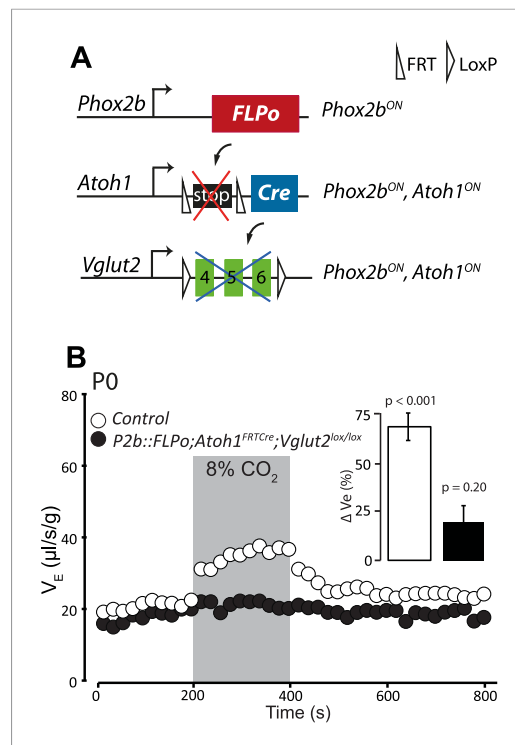 A
FRT LoxP
Phox2b FLPo Phox2b^ON
Atoh1 stop Cre Phox2b^ON, Atoh1^ON
Vglut2 4 5 6 Phox2b^ON, Atoh1^ON
B
P0
Control
P2b::FLPo;Atoh1^FRTCre;Vglut2^lox/lox
8% CO₂
V_E (µl/s/g)
80
60
40
20
0
0 200 400 600 800
Time (s)
p < 0.001
p = 0.20
Δ Ve (%)
75
50
25
0